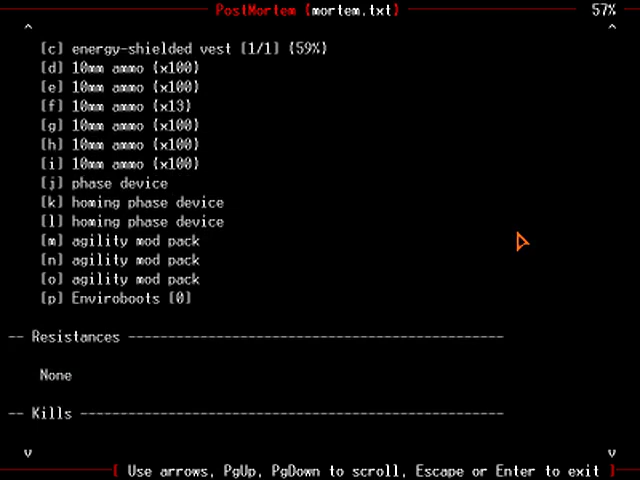 PostMortem (mortem.txt) 57%
^ ^
[c] energy-shielded vest [1/1] (59%)
[d] 10mm ammo (x100)
[e] 10mm ammo (x100)
[f] 10mm ammo (x13)
[g] 10mm ammo (x100)
[h] 10mm ammo (x100)
[i] 10mm ammo (x100)
[j] phase device
[k] homing phase device
[l] homing phase device
[m] agility mod pack
[n] agility mod pack
[o] agility mod pack
[p] Enviroboots [0]
-- Resistances -----------------------------------------------
None
-- Kills -----------------------------------------------------
v v
[ Use arrows, PgUp, PgDown to scroll, Escape or Enter to exit ]